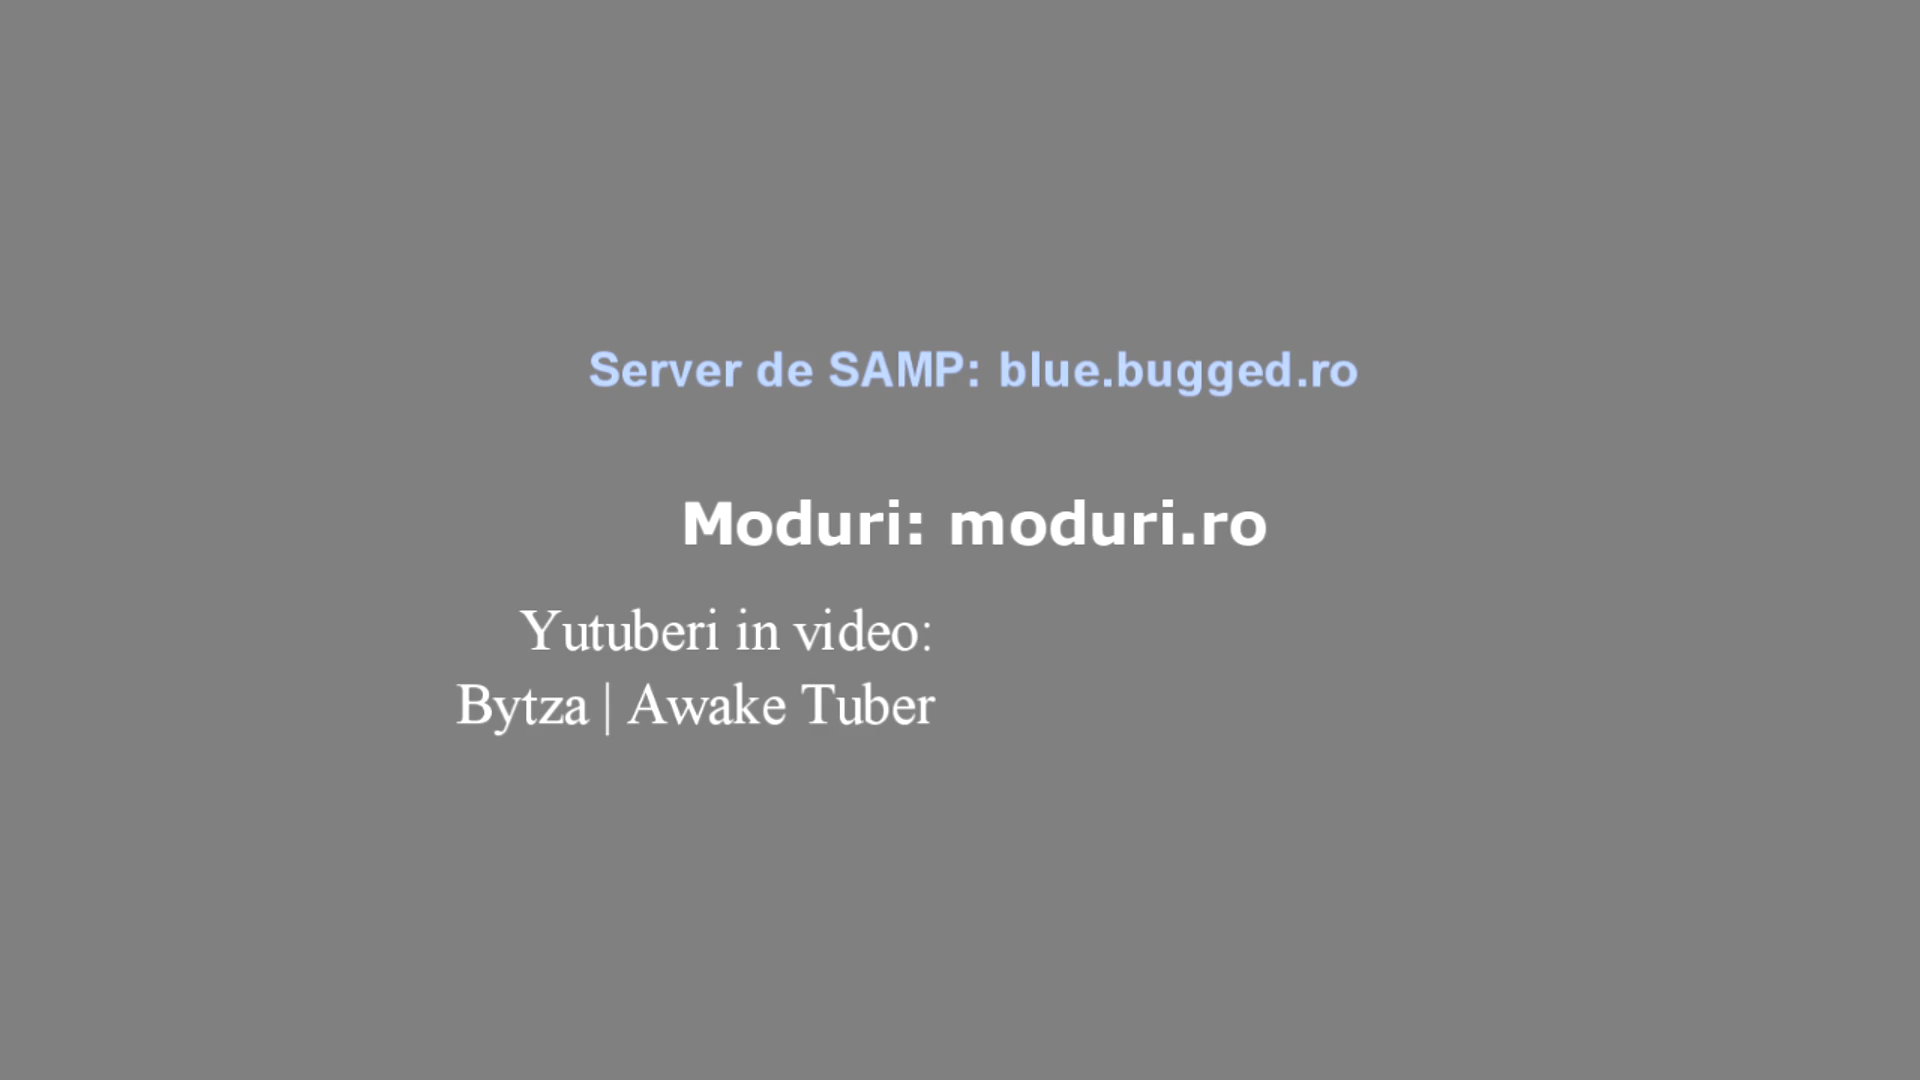 Server de SAMP: blue.bugged.ro
Moduri: moduri.ro
Yutuberi in video:
Bytza | Awake Tuber